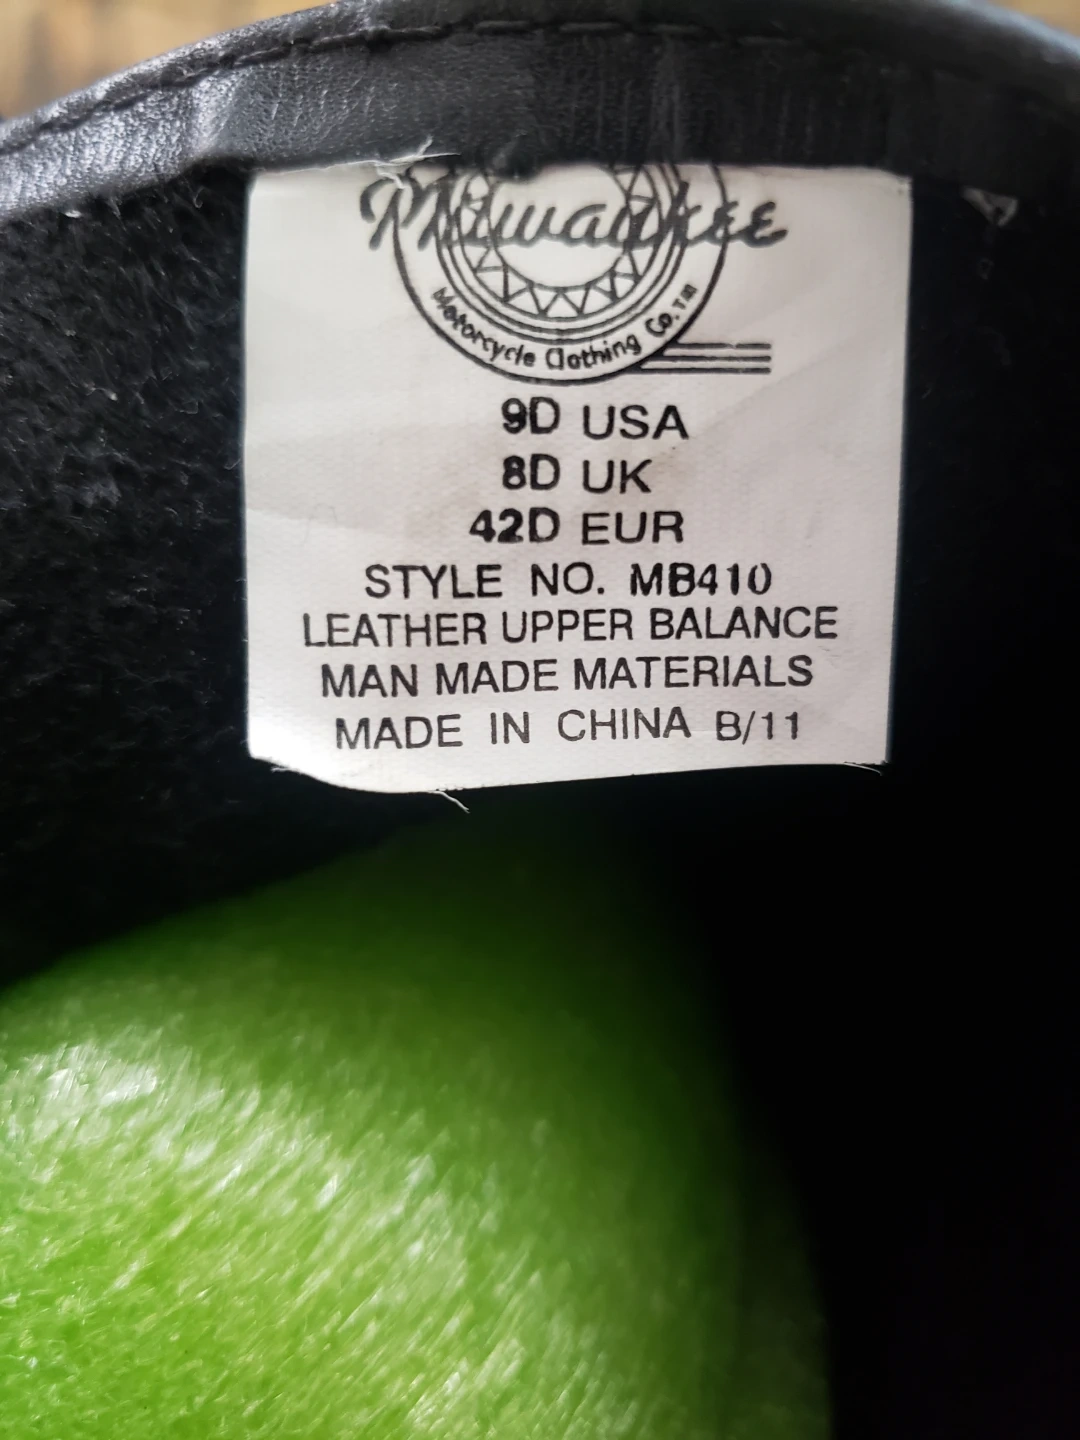 Milwaukee
Motorcycle Clothing Co.™
9D USA
8D UK
42D EUR
STYLE NO. MB410
LEATHER UPPER BALANCE
MAN MADE MATERIALS
MADE IN CHINA B/11